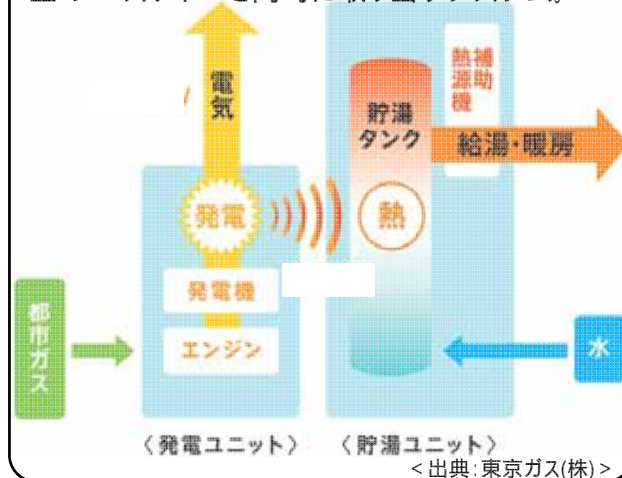 電気
補助
熱源機
貯湯
タンク
給湯・暖房
発電
熱
発電機
都市ガス
エンジン
水
〈発電ユニット〉
〈貯湯ユニット〉
<出典:東京ガス(株)>